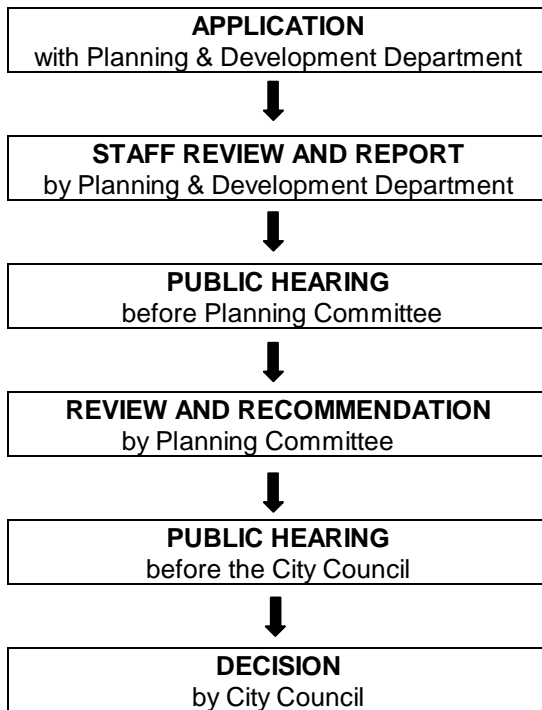 APPLICATION
with Planning & Development Department
STAFF REVIEW AND REPORT
by Planning & Development Department
PUBLIC HEARING
before Planning Committee
REVIEW AND RECOMMENDATION
by Planning Committee
PUBLIC HEARING
before the City Council
DECISION
by City Council